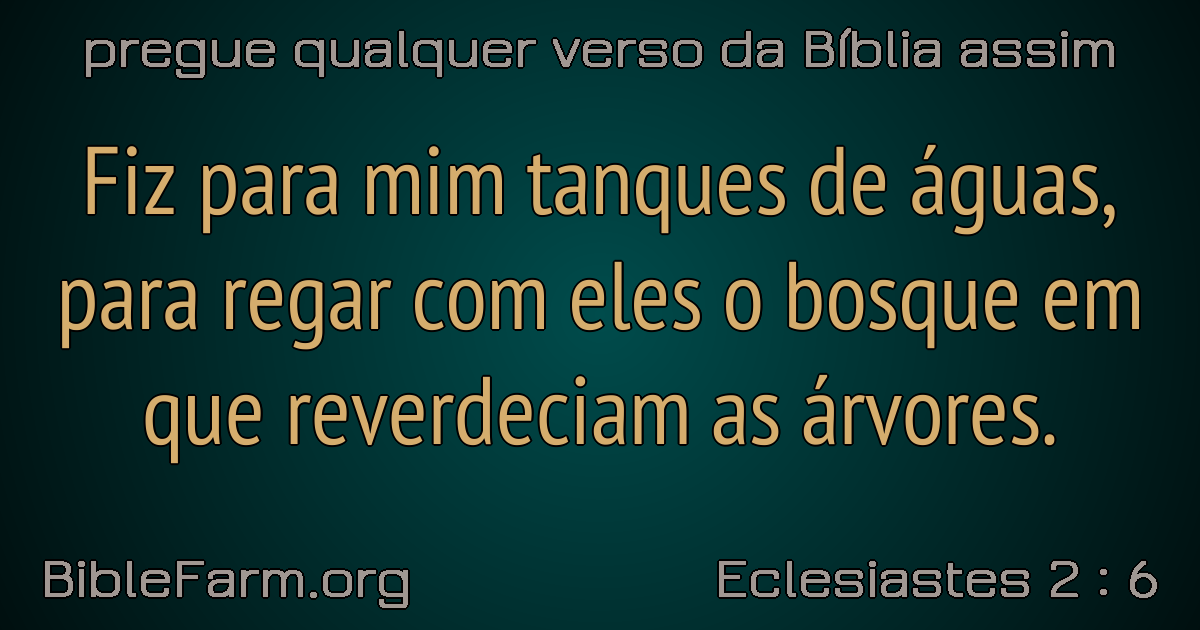 pregue qualquer verso da Bíblia assim
Fiz para mim tanques de águas,
para regar com eles o bosque em
que reverdeciam as árvores.
BibleFarm.org
Eclesiastes 2 : 6